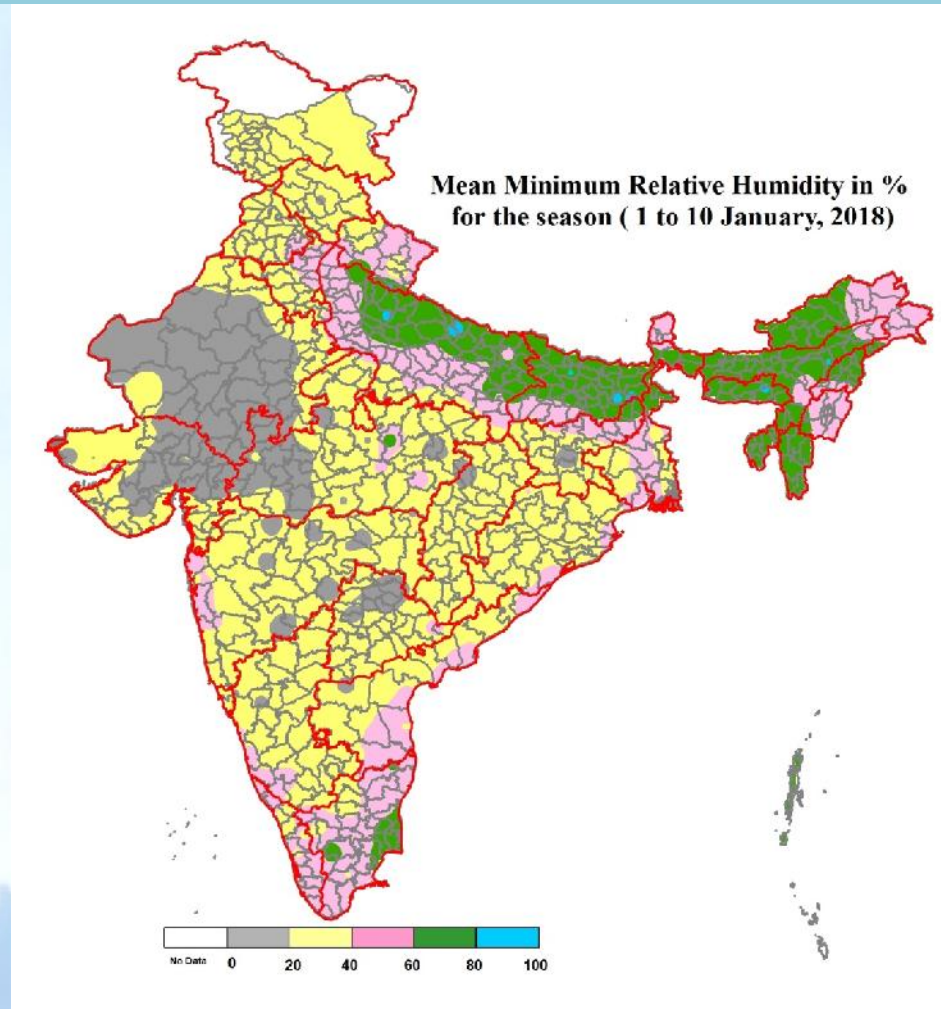 Mean Minimum Relative Humidity in %
for the season ( 1 to 10 January, 2018)
No Data 0 20 40 60 80 100